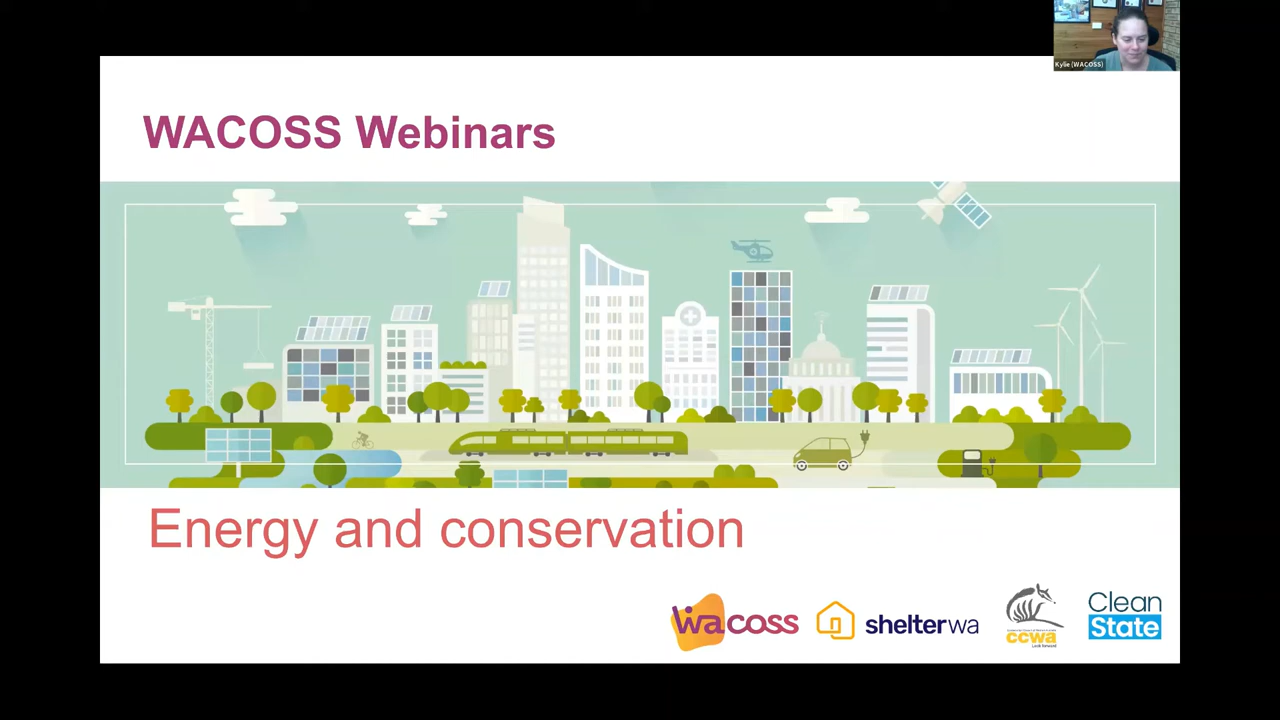 Kylie (WACOSS)
WACOSS Webinars
Energy and conservation
wacoss
shelterwa
ccwa
Clean
State